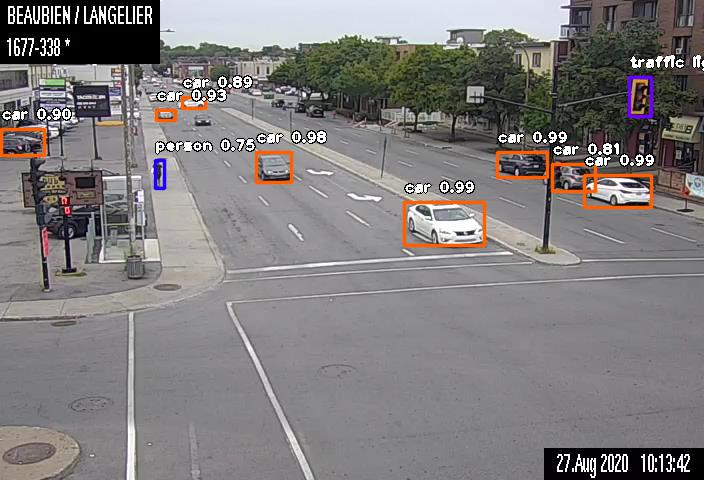 BEAUBIEN / LANGELIER
1677-338 *
car 0.89
car 0.93
traffic
car 0.90
person 0.75
car 0.98
car 0.99
car 0.81
car 0.99
car 0.99
27.Aug 2020 10:13:42